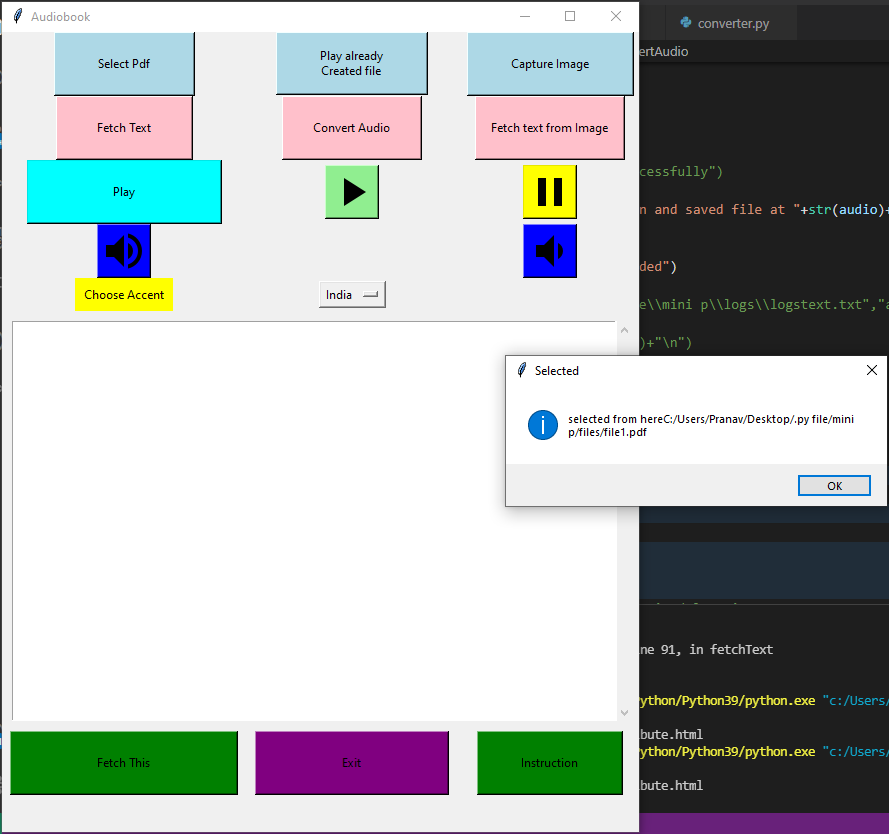 Audiobook
converter.py
ertAudio
Select Pdf
Play already
Created file
Capture Image
Fetch Text
Convert Audio
Fetch text from Image
Play
Choose Accent
India
cessfully")
n and saved file at "+str(audio)+
ded")
e\\mini p\\logs\\logstext.txt","a
)+"\n")
Selected
selected from hereC:/Users/Pranav/Desktop/.py file/mini
p/files/file1.pdf
OK
ne 91, in fetchText
ython/Python39/python.exe "c:/Users/
bute.html
ython/Python39/python.exe "c:/Users/
bute.html
Fetch This
Exit
Instruction